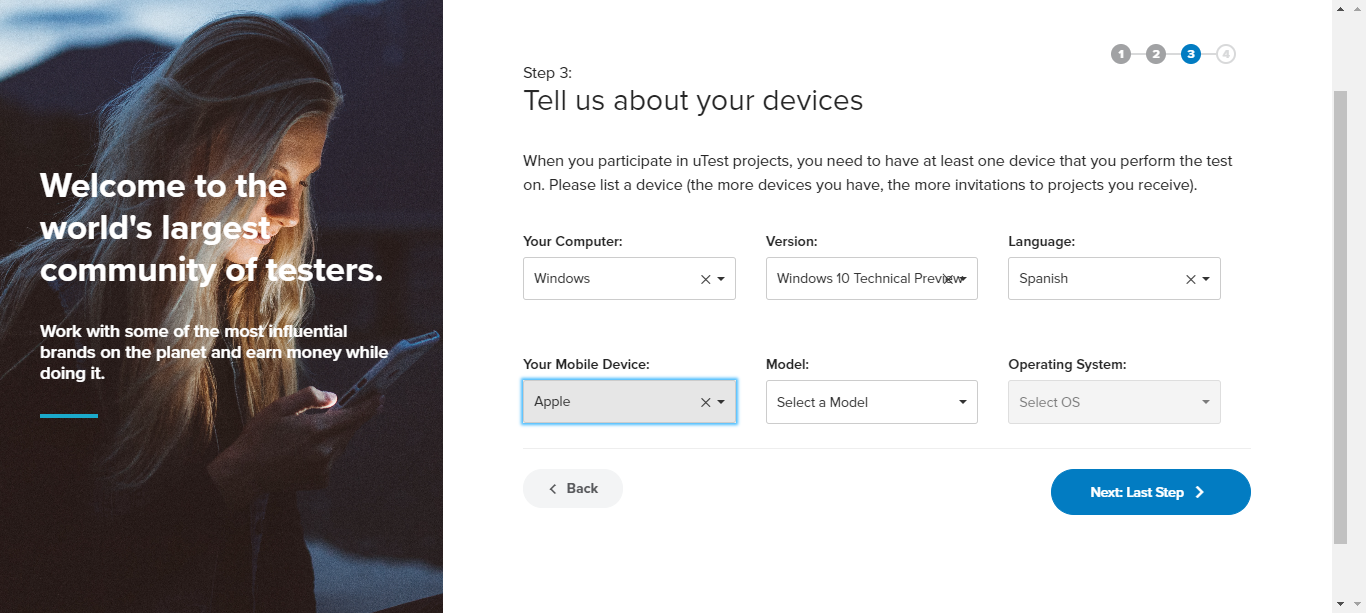 Welcome to the
world's largest
community of testers.
Work with some of the most influential
brands on the planet and earn money while
doing it.
1 2 3 4
Step 3:
Tell us about your devices
When you participate in uTest projects, you need to have at least one device that you perform the test
on. Please list a device (the more devices you have, the more invitations to projects you receive).
Your Computer: Version: Language:
Windows Windows 10 Technical Preview Spanish
Your Mobile Device: Model: Operating System:
Apple Select a Model Select OS
Back Next: Last Step